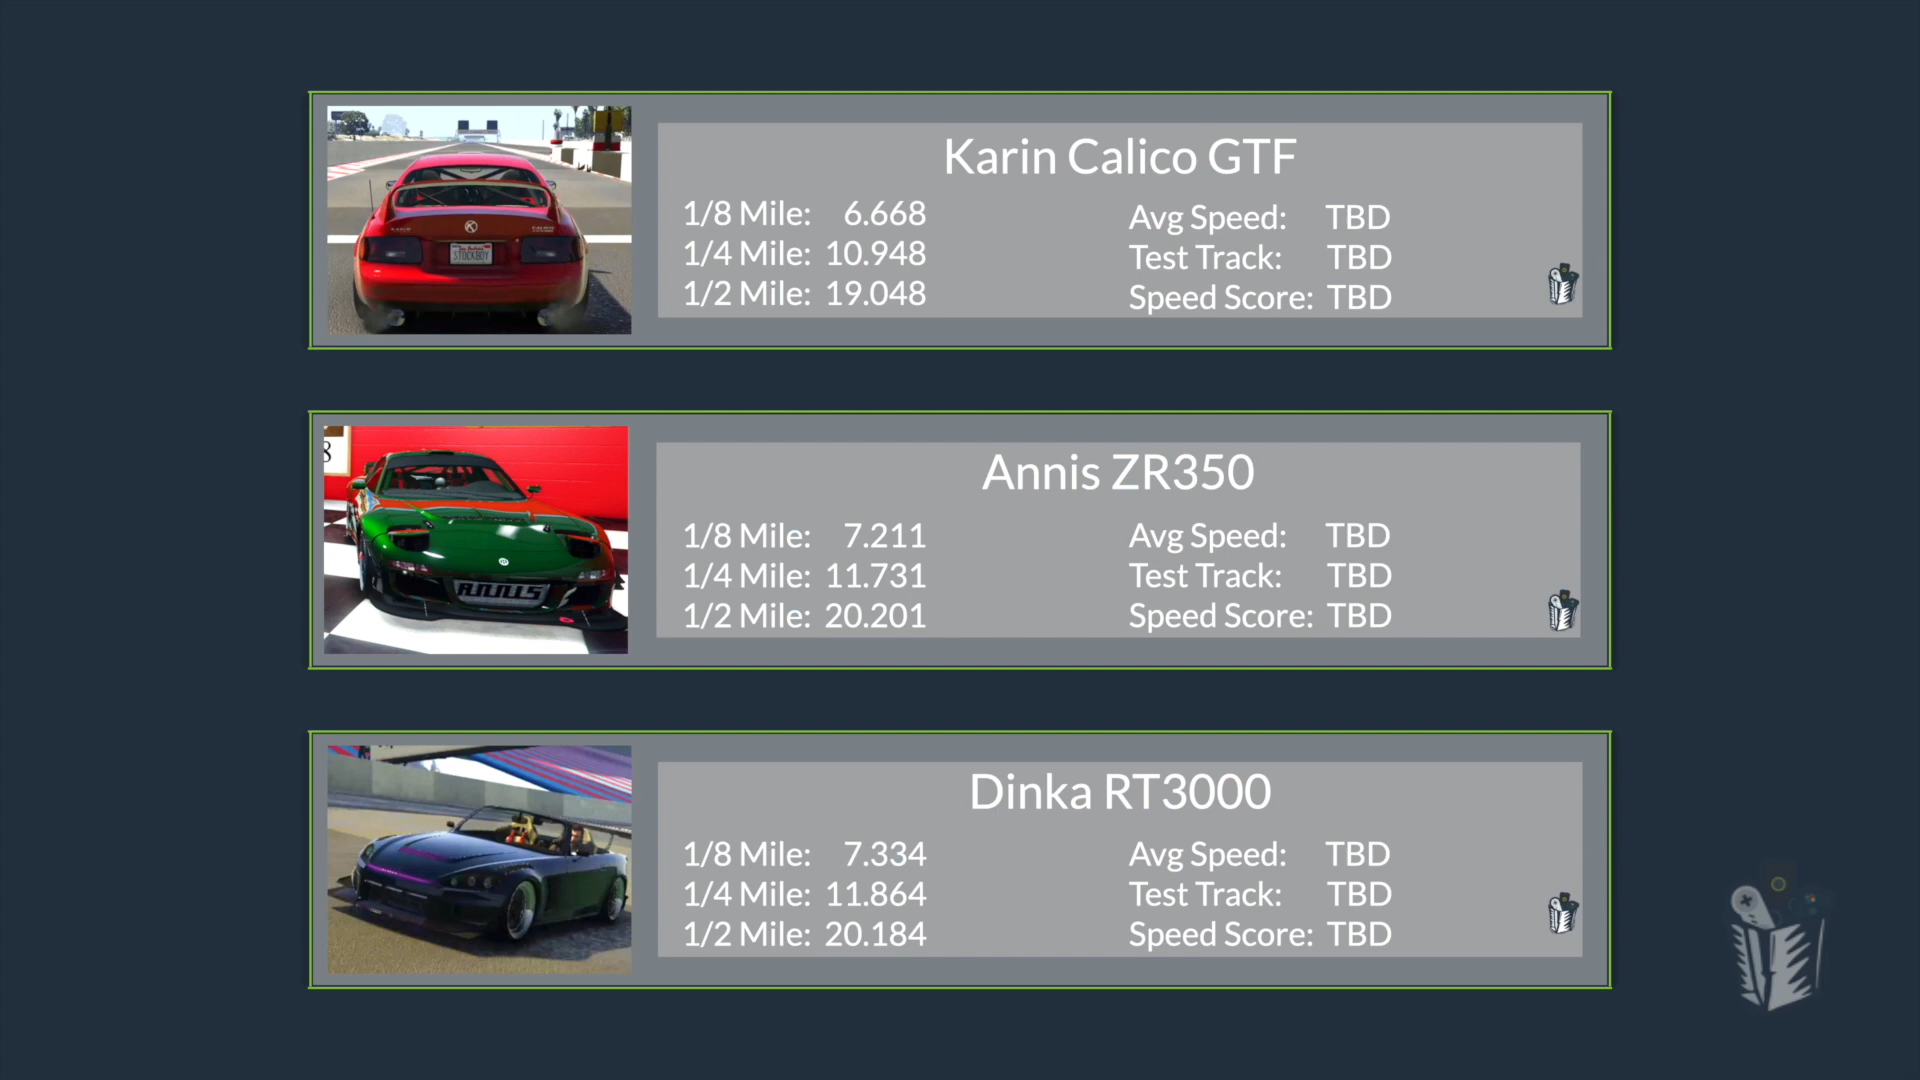 Karin Calico GTF
1/8 Mile: 6.668
1/4 Mile: 10.948
1/2 Mile: 19.048
Avg Speed: TBD
Test Track: TBD
Speed Score: TBD
STOCKBOY
Annis ZR350
1/8 Mile: 7.211
1/4 Mile: 11.731
1/2 Mile: 20.201
Avg Speed: TBD
Test Track: TBD
Speed Score: TBD
8
ANNIS
Dinka RT3000
1/8 Mile: 7.334
1/4 Mile: 11.864
1/2 Mile: 20.184
Avg Speed: TBD
Test Track: TBD
Speed Score: TBD